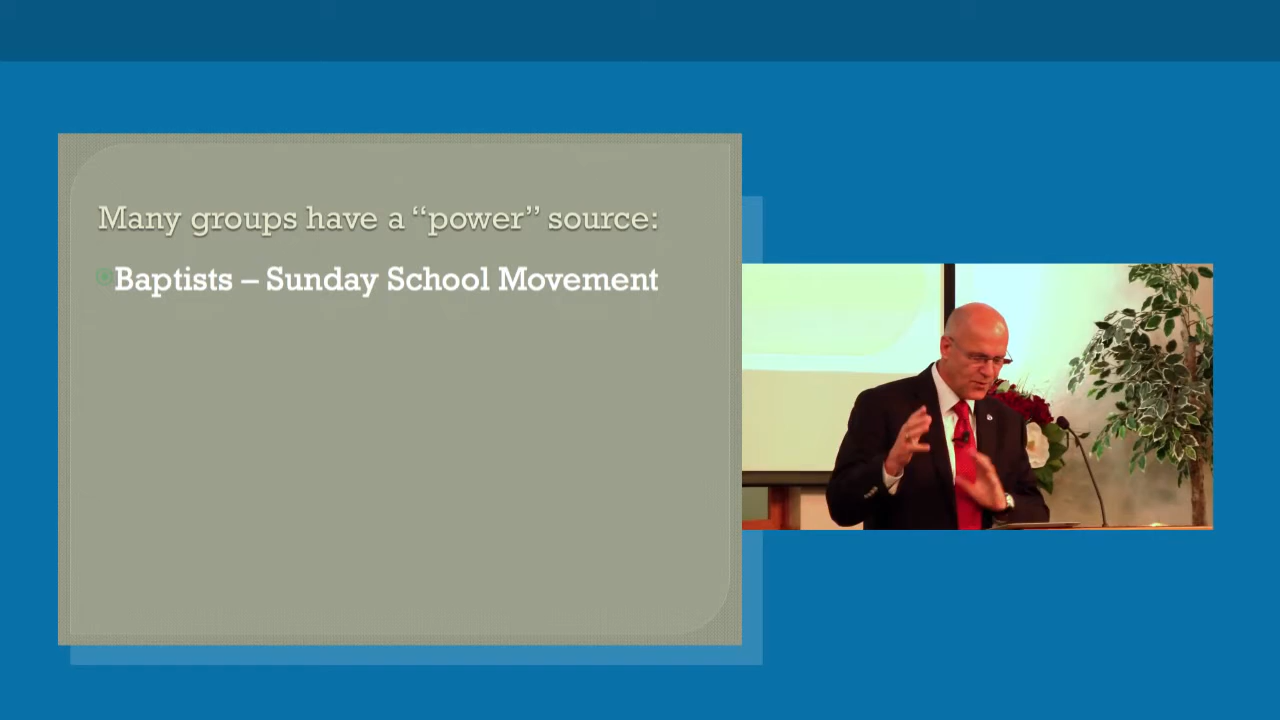 Many groups have a “power” source:
Baptists – Sunday School Movement